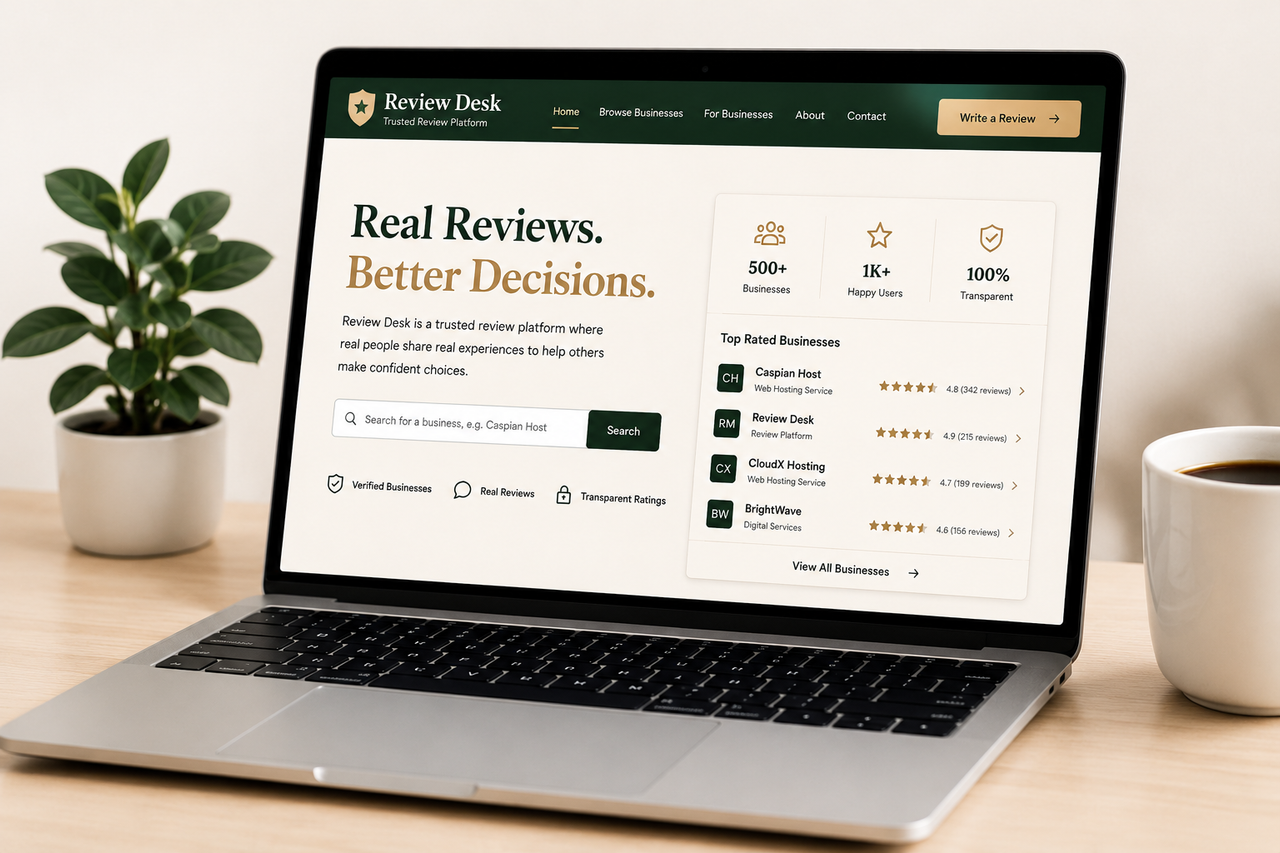 Review Desk
Trusted Review Platform
Home
Browse Businesses
For Businesses
About
Contact
Write a Review
Real Reviews.
Better Decisions.
Review Desk is a trusted review platform where
real people share real experiences to help others
make confident choices.
Search for a business, e.g. Caspian Host
Search
Verified Businesses
Real Reviews
Transparent Ratings
500+
Businesses
1K+
Happy Users
100%
Transparent
Top Rated Businesses
CH
Caspian Host
Web Hosting Service
4.8 (342 reviews)
RM
Review Desk
Review Platform
4.9 (215 reviews)
CX
CloudX Hosting
Web Hosting Service
4.7 (189 reviews)
BW
BrightWave
Digital Services
4.6 (156 reviews)
View All Businesses